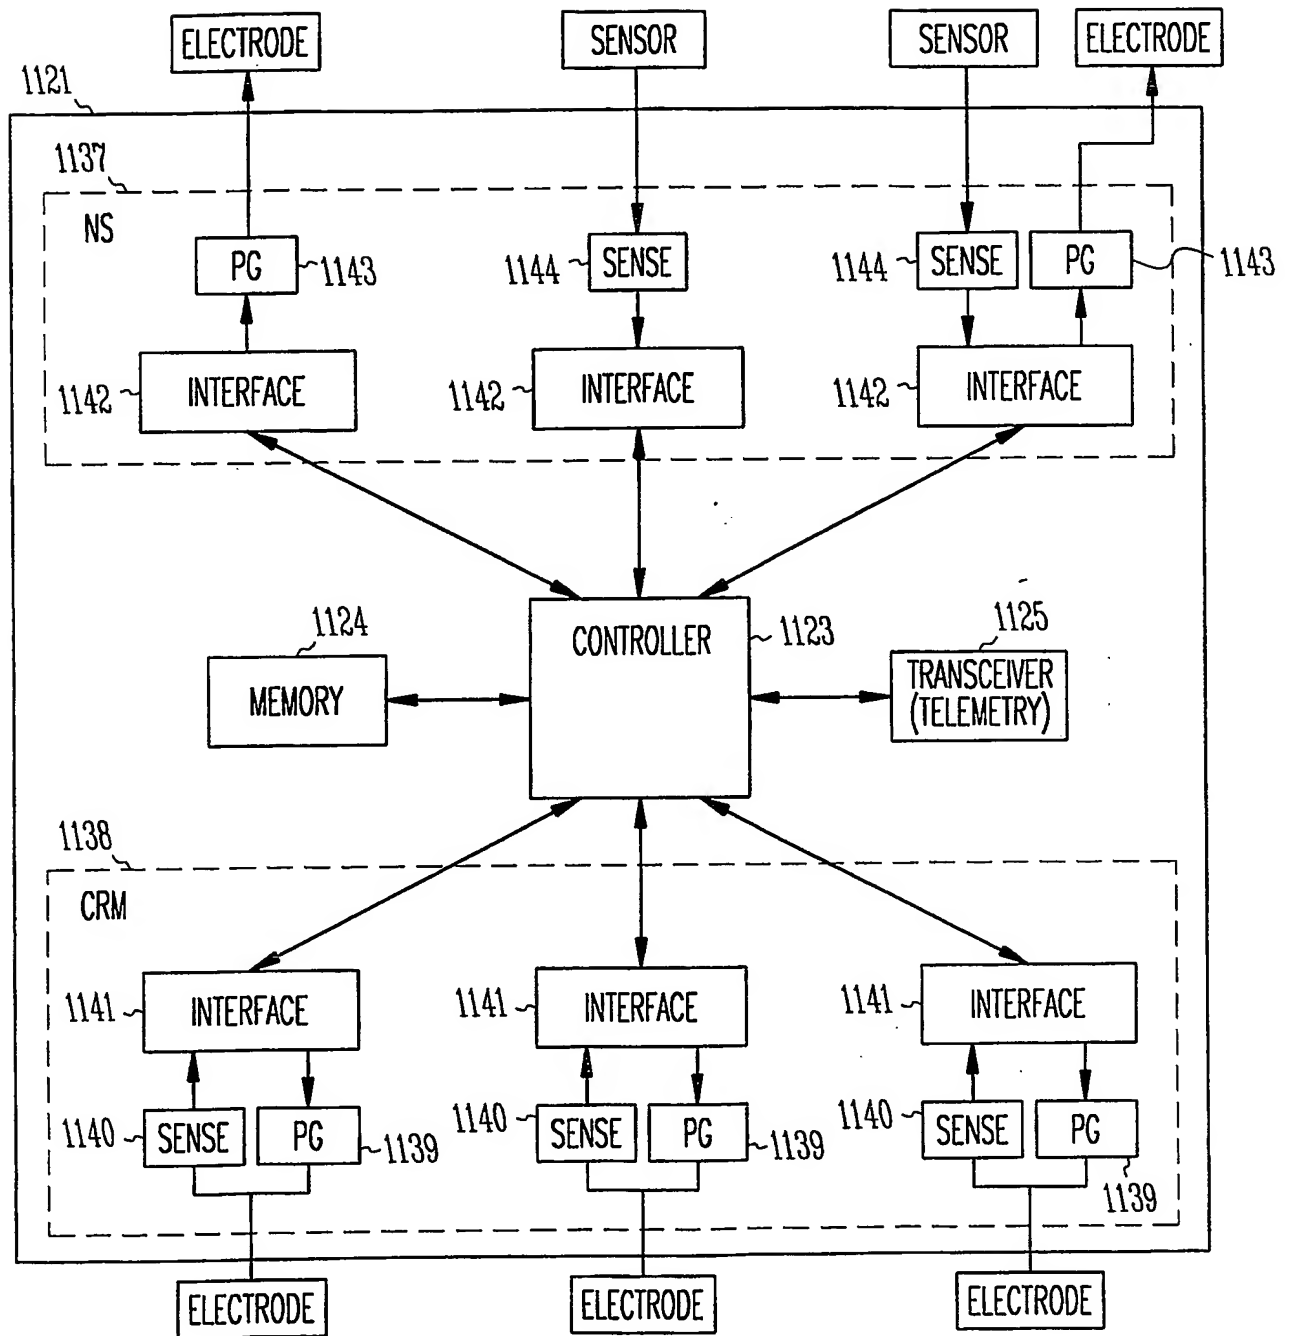 ELECTRODE
SENSOR
SENSOR
ELECTRODE
1121
1137
NS
PG
1143
1144
SENSE
1144
SENSE
PG
1143
1142
INTERFACE
1142
INTERFACE
1142
INTERFACE
1124
MEMORY
CONTROLLER
1123
1125
TRANSCEIVER
(TELEMETRY)
1138
CRM
1141
INTERFACE
1141
INTERFACE
1141
INTERFACE
1140
SENSE
PG
1139
1140
SENSE
PG
1139
1140
SENSE
PG
1139
ELECTRODE
ELECTRODE
ELECTRODE